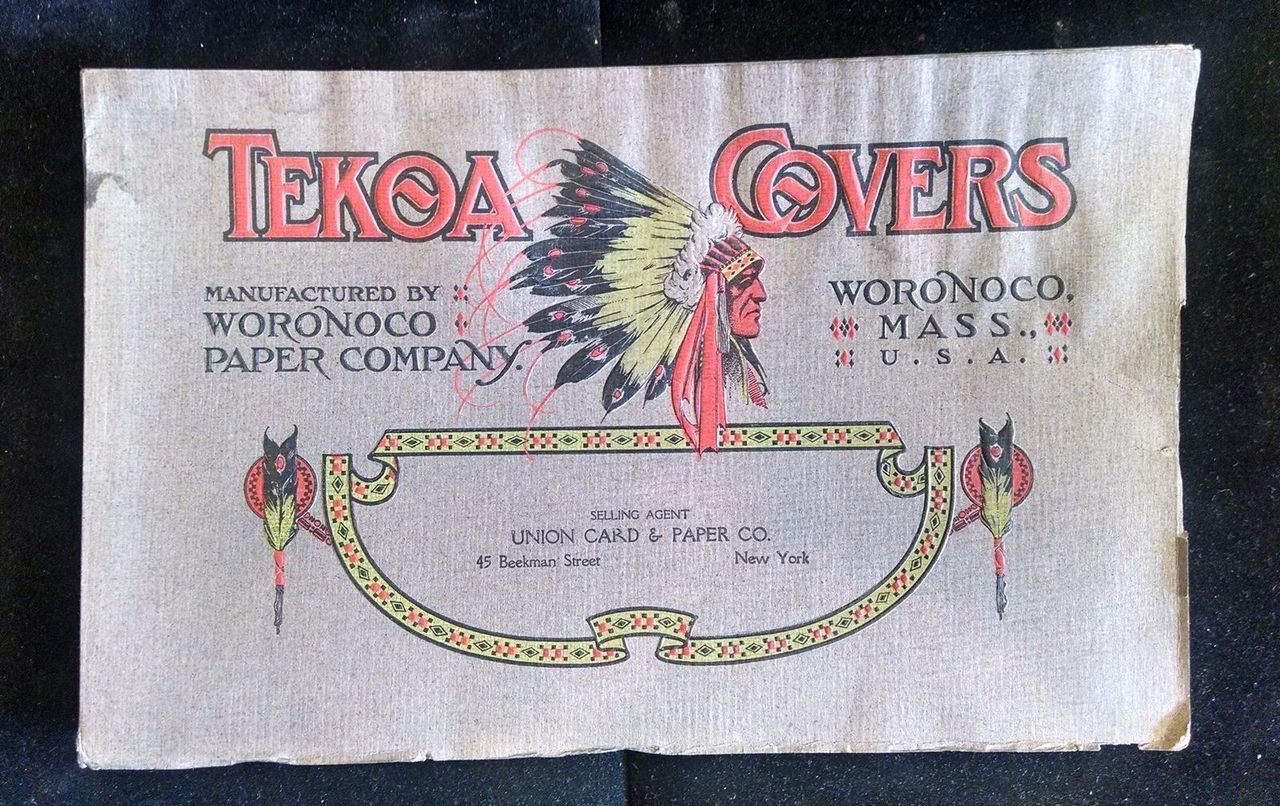 TEKOA COVERS
MANUFACTURED BY
WORONOCO
PAPER COMPANY.
WORONOCO,
MASS.,
U.S.A.
SELLING AGENT
UNION CARD & PAPER CO.
45 Beekman Street New York